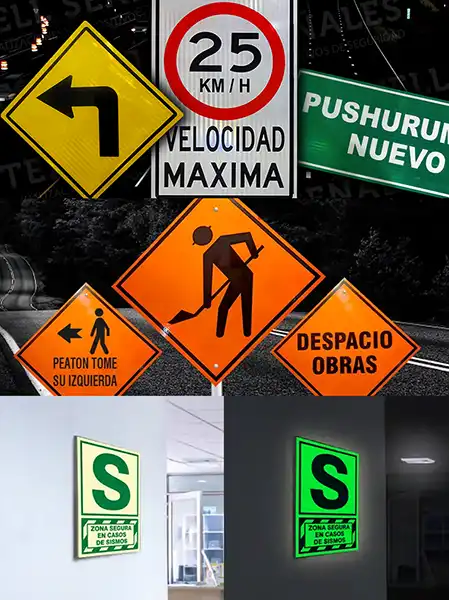 25
KM / H
VELOCIDAD
MAXIMA
PUSHURUM
NUEVO
PEATON TOME
SU IZQUIERDA
DESPACIO
OBRAS
S
ZONA SEGURA
EN CASOS
DE SISMOS
S
ZONA SEGURA
EN CASOS
DE SISMOS